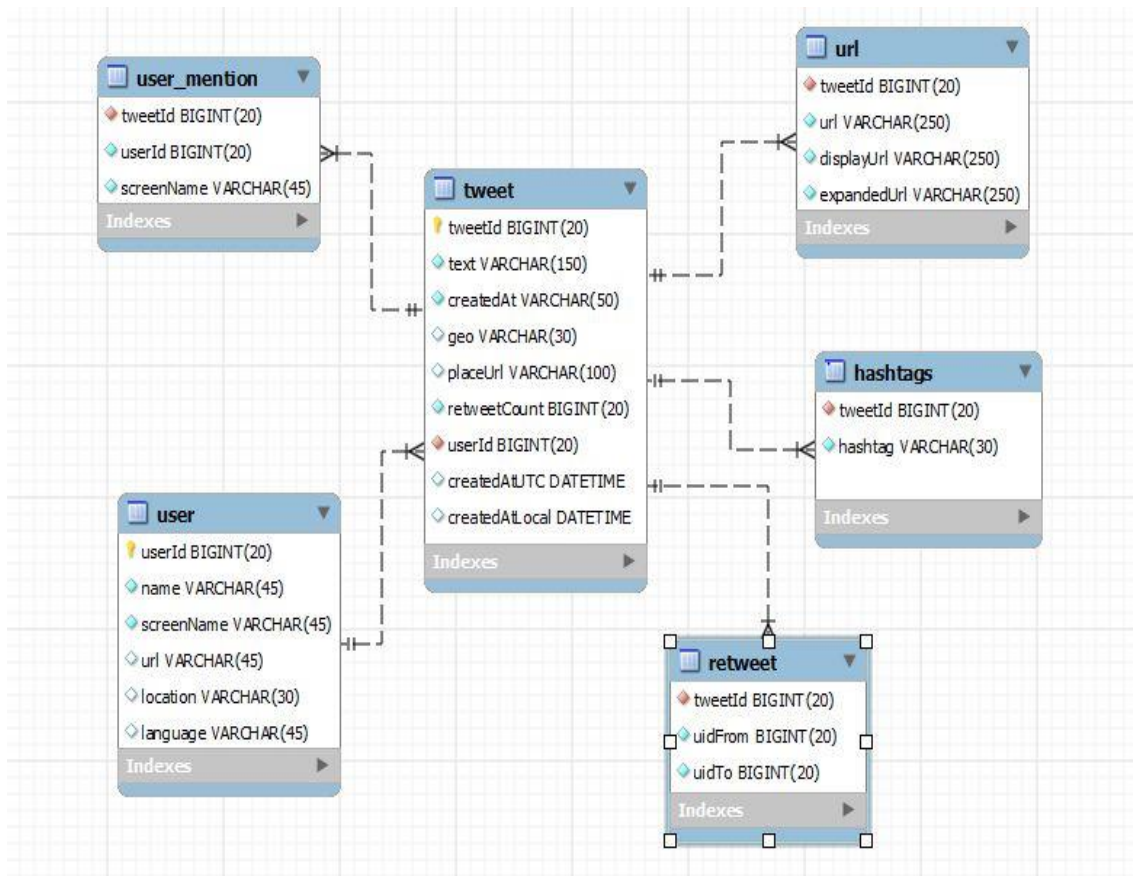 user_mention
tweetId BIGINT(20)
userId BIGINT(20)
screenName VARCHAR(45)
Indexes
url
tweetId BIGINT(20)
url VARCHAR(250)
displayUrl VARCHAR(250)
expandedUrl VARCHAR(250)
Indexes
tweet
tweetId BIGINT(20)
text VARCHAR(150)
createdAt VARCHAR(50)
geo VARCHAR(30)
placeUrl VARCHAR(100)
retweetCount BIGINT(20)
userId BIGINT(20)
createdAtUTC DATETIME
createdAtLocal DATETIME
Indexes
hashtags
tweetId BIGINT(20)
hashtag VARCHAR(30)
Indexes
user
userId BIGINT(20)
name VARCHAR(45)
screenName VARCHAR(45)
url VARCHAR(45)
location VARCHAR(30)
language VARCHAR(45)
Indexes
retweet
tweetId BIGINT(20)
uidFrom BIGINT(20)
uidTo BIGINT(20)
Indexes